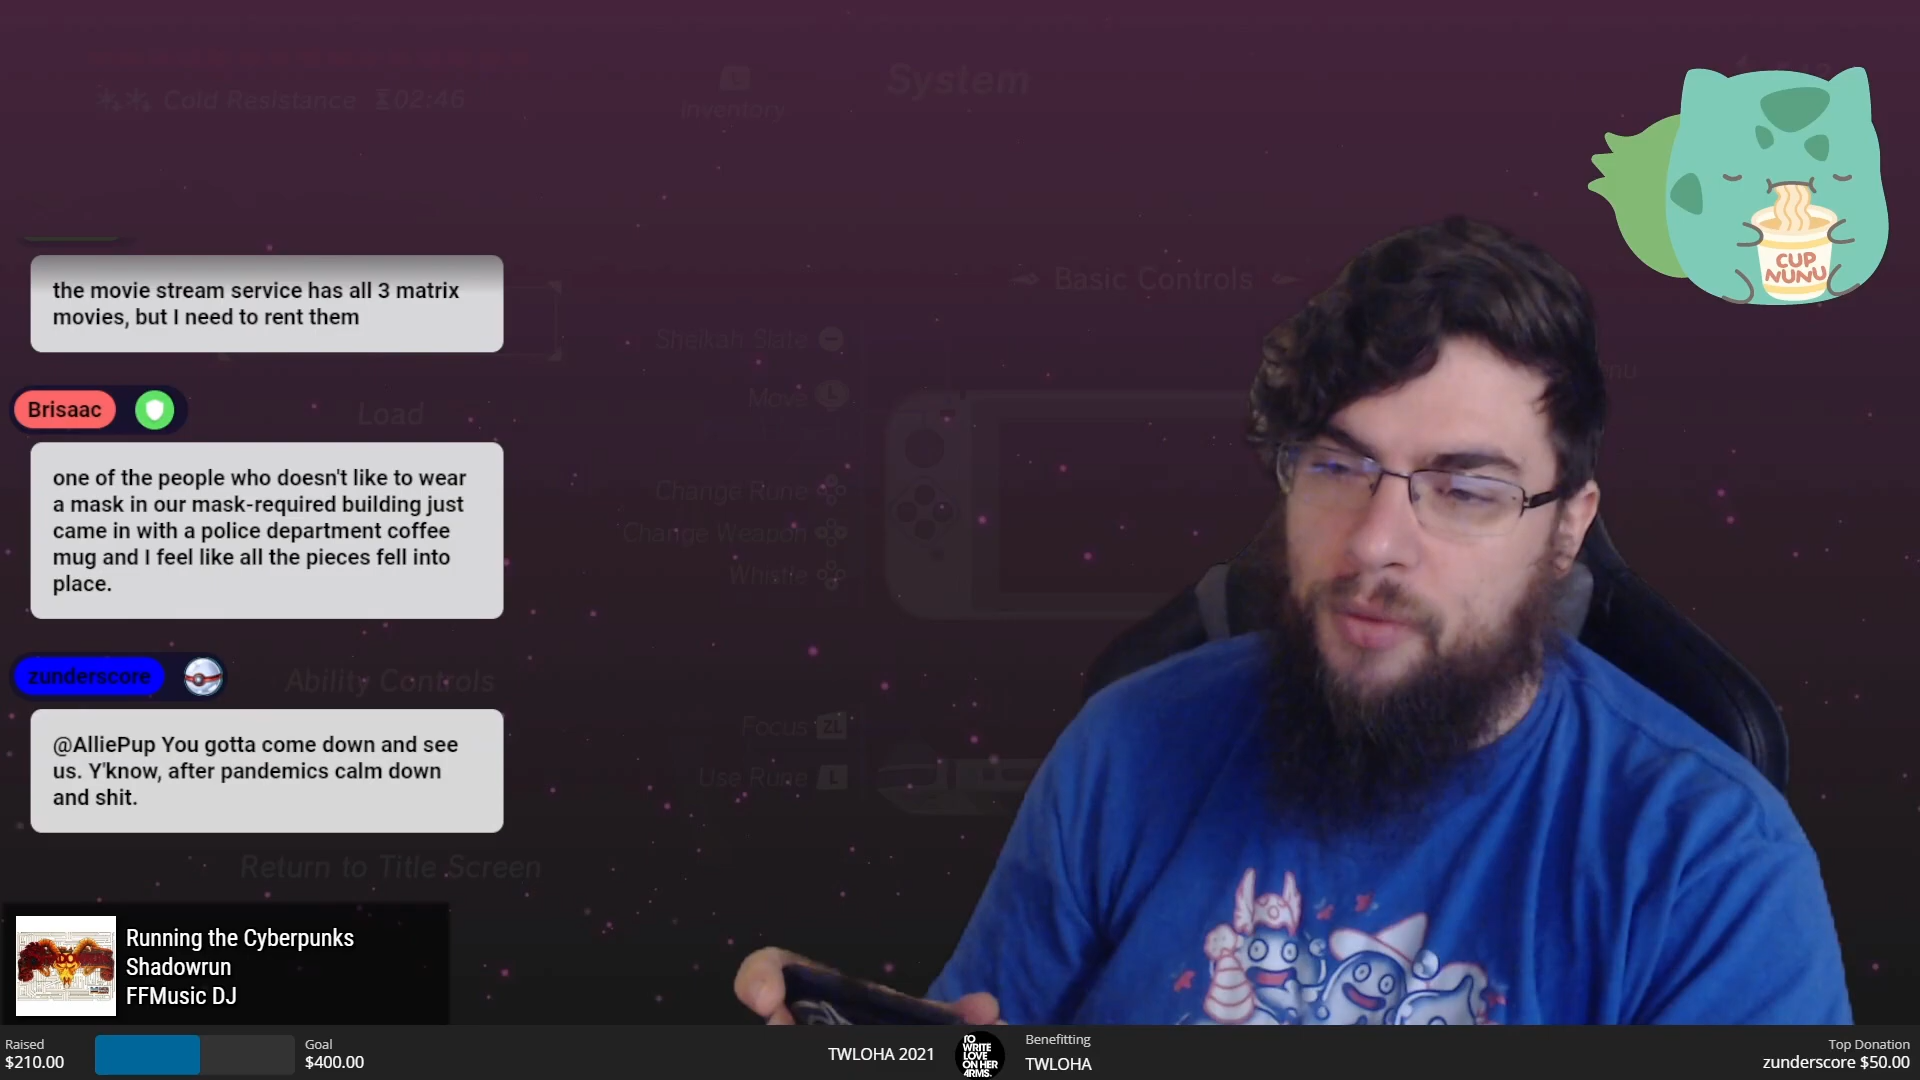 System
Cold Resistance 02:46
L
Inventory
CUP
NUNU
Basic Controls
the movie stream service has all 3 matrix
movies, but I need to rent them
Sheikah Slate
Move L
Brisaac
Load
one of the people who doesn't like to wear
a mask in our mask-required building just
came in with a police department coffee
mug and I feel like all the pieces fell into
place.
Change Rune
Change Weapon
Whistle
zunderscore
Ability Controls
@AlliePup You gotta come down and see
us. Y'know, after pandemics calm down
and shit.
Focus ZL
Use Rune L
Return to Title Screen
Running the Cyberpunks
Shadowrun
FFMusic DJ
Raised
$210.00
Goal
$400.00
TWLOHA 2021
TO
WRITE
LOVE
ON HER
ARMS.
Benefitting
TWLOHA
Top Donation
zunderscore $50.00